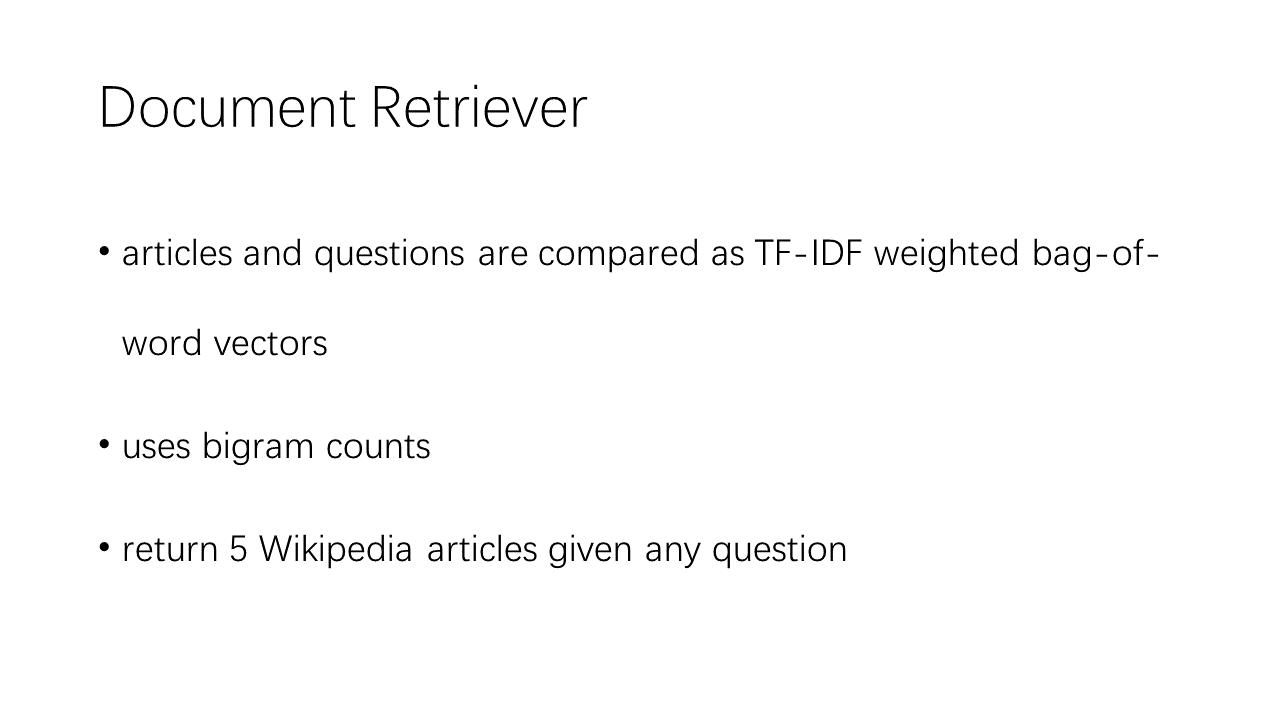 Document Retriever
• articles and questions are compared as TF-IDF weighted bag-of-
word vectors
• uses bigram counts
• return 5 Wikipedia articles given any question